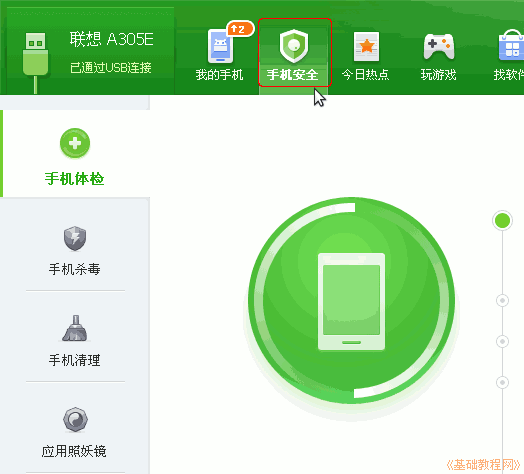 联想 A305E
已通过USB连接
2
我的手机
手机安全
今日热点
玩游戏
找软件
手机体检
手机杀毒
手机清理
应用照妖镜
《基础教程网》